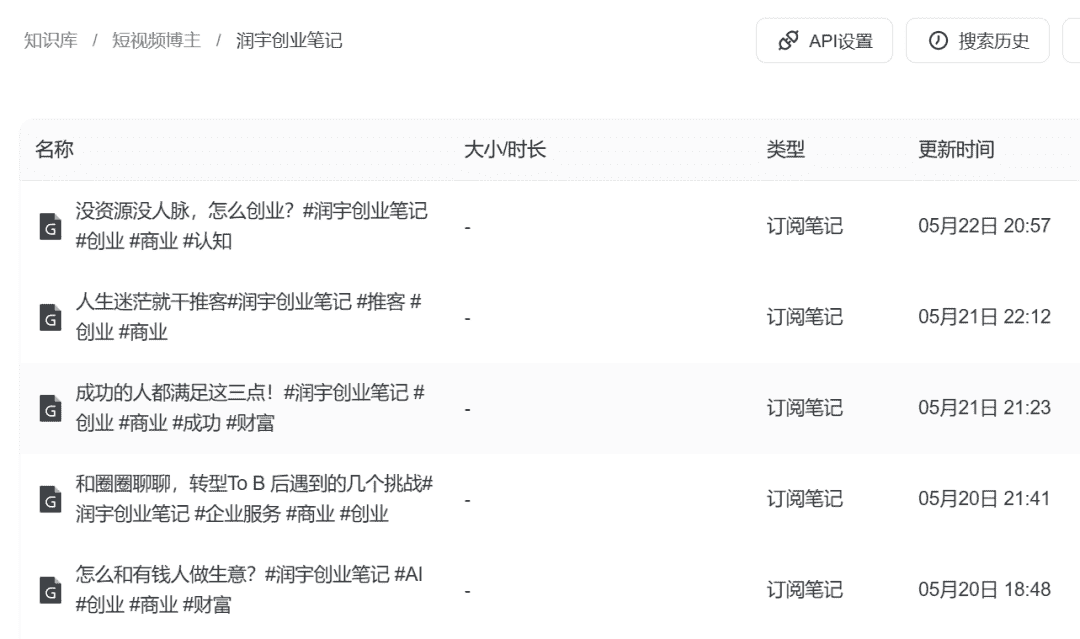 知识库 / 短视频博主 / 润宇创业笔记
API设置
搜索历史
名称 大小/时长 类型 更新时间
没资源没人脉，怎么创业？#润宇创业笔记
#创业 #商业 #认知
- 订阅笔记 05月22日 20:57
人生迷茫就干推客#润宇创业笔记 #推客 #
创业 #商业
- 订阅笔记 05月21日 22:12
成功的人都满足这三点！#润宇创业笔记 #
创业 #商业 #成功 #财富
- 订阅笔记 05月21日 21:23
和圈圈聊聊，转型To B 后遇到的几个挑战#
润宇创业笔记 #企业服务 #商业 #创业
- 订阅笔记 05月20日 21:41
怎么和有钱人做生意？#润宇创业笔记 #AI
#创业 #商业 #财富
- 订阅笔记 05月20日 18:48